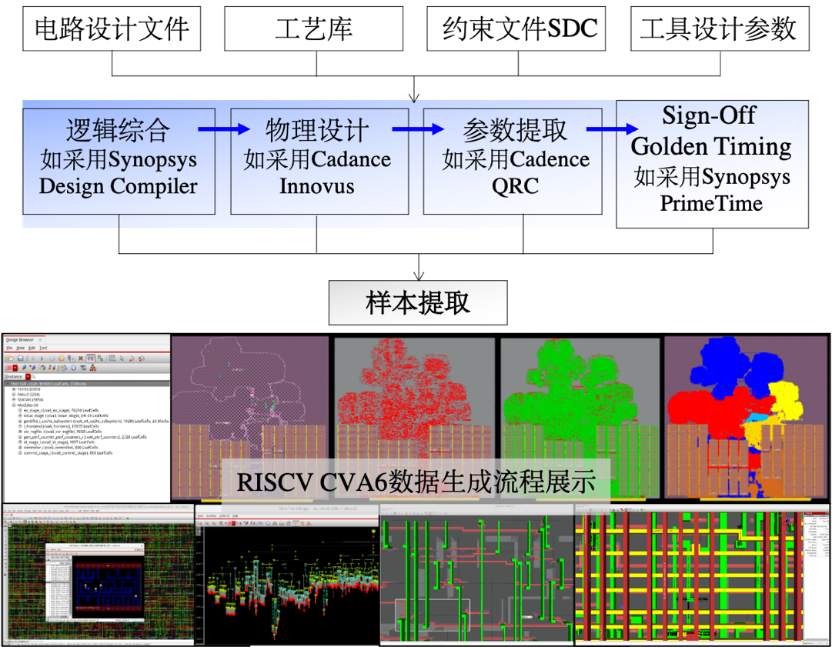 电路设计文件
工艺库
约束文件SDC
工具设计参数
逻辑综合
如采用Synopsys
Design Compiler
物理设计
如采用Cadance
Innovus
参数提取
如采用Cadence
QRC
Sign-Off
Golden Timing
如采用Synopsys
PrimeTime
样本提取
Design Browser
RISCV CVA6数据生成流程展示